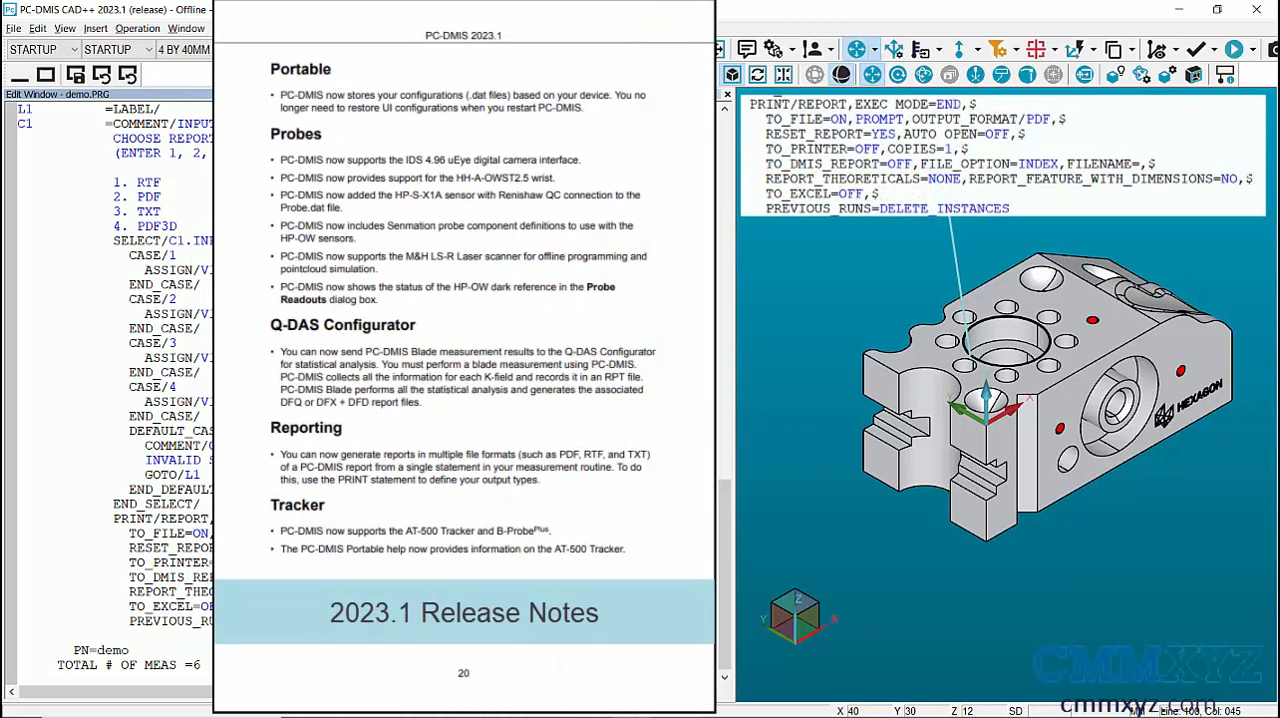 PC-DMIS CAD++ 2023.1 (release) - Offline -
File Edit View Insert Operation Window
STARTUP STARTUP 4 BY 40MM
Edit Window - demo.PRG
L1 =LABEL/
C1 =COMMENT/INPUT
CHOOSE REPORT
(ENTER 1, 2,
1. RTF
2. PDF
3. TXT
4. PDF3D
SELECT/C1.IN
CASE/1
ASSIGN/V1
END_CASE/
CASE/2
ASSIGN/V1
END_CASE/
CASE/3
ASSIGN/V1
END_CASE/
CASE/4
ASSIGN/V1
END_CASE/
DEFAULT_CAS
COMMENT/
INVALID
GOTO/L1
END_DEFAULT
END_SELECT/
PRINT/REPORT,
TO_FILE=ON,
RESET_REPOR
TO_PRINTER=
TO_DMIS_REP
REPORT_THEO
TO_EXCEL=OF
PREVIOUS_RU
PN=demo
TOTAL # OF MEAS =6
PC-DMIS 2023.1
Portable
• PC-DMIS now stores your configurations (.dat files) based on your device. You no
longer need to restore UI configurations when you restart PC-DMIS.
Probes
• PC-DMIS now supports the IDS 4.96 uEye digital camera interface.
• PC-DMIS now provides support for the HH-A-OWST2.5 wrist.
• PC-DMIS now added the HP-S-X1A sensor with Renishaw QC connection to the
Probe.dat file.
• PC-DMIS now includes Senmation probe component definitions to use with the
HP-OW sensors.
• PC-DMIS now supports the M&H LS-R Laser scanner for offline programming and
pointcloud simulation.
• PC-DMIS now shows the status of the HP-OW dark reference in the Probe
Readouts dialog box.
Q-DAS Configurator
• You can now send PC-DMIS Blade measurement results to the Q-DAS Configurator
for statistical analysis. You must perform a blade measurement using PC-DMIS.
PC-DMIS collects all the information for each K-field and records it in an RPT file.
PC-DMIS Blade performs all the statistical analysis and generates the associated
DFQ or DFX + DFD report files.
Reporting
• You can now generate reports in multiple file formats (such as PDF, RTF, and TXT)
of a PC-DMIS report from a single statement in your measurement routine. To do
this, use the PRINT statement to define your output types.
Tracker
• PC-DMIS now supports the AT-500 Tracker and B-ProbePlus.
• The PC-DMIS Portable help now provides information on the AT-500 Tracker.
2023.1 Release Notes
20
PRINT/REPORT,EXEC MODE=END,$
TO_FILE=ON,PROMPT,OUTPUT_FORMAT/PDF,$
RESET_REPORT=YES,AUTO OPEN=OFF,$
TO_PRINTER=OFF,COPIES=1,$
TO_DMIS_REPORT=OFF,FILE_OPTION=INDEX,FILENAME=,$
REPORT_THEORETICALS=NONE,REPORT_FEATURE_WITH_DIMENSIONS=NO,$
TO_EXCEL=OFF,$
PREVIOUS_RUNS=DELETE_INSTANCES
Y X
HEXAGON
Z
Y X
CMMXYZ
cmmxyz.com
X 40 Y 30 Z 12 SD MM Line: 108, Col: 045